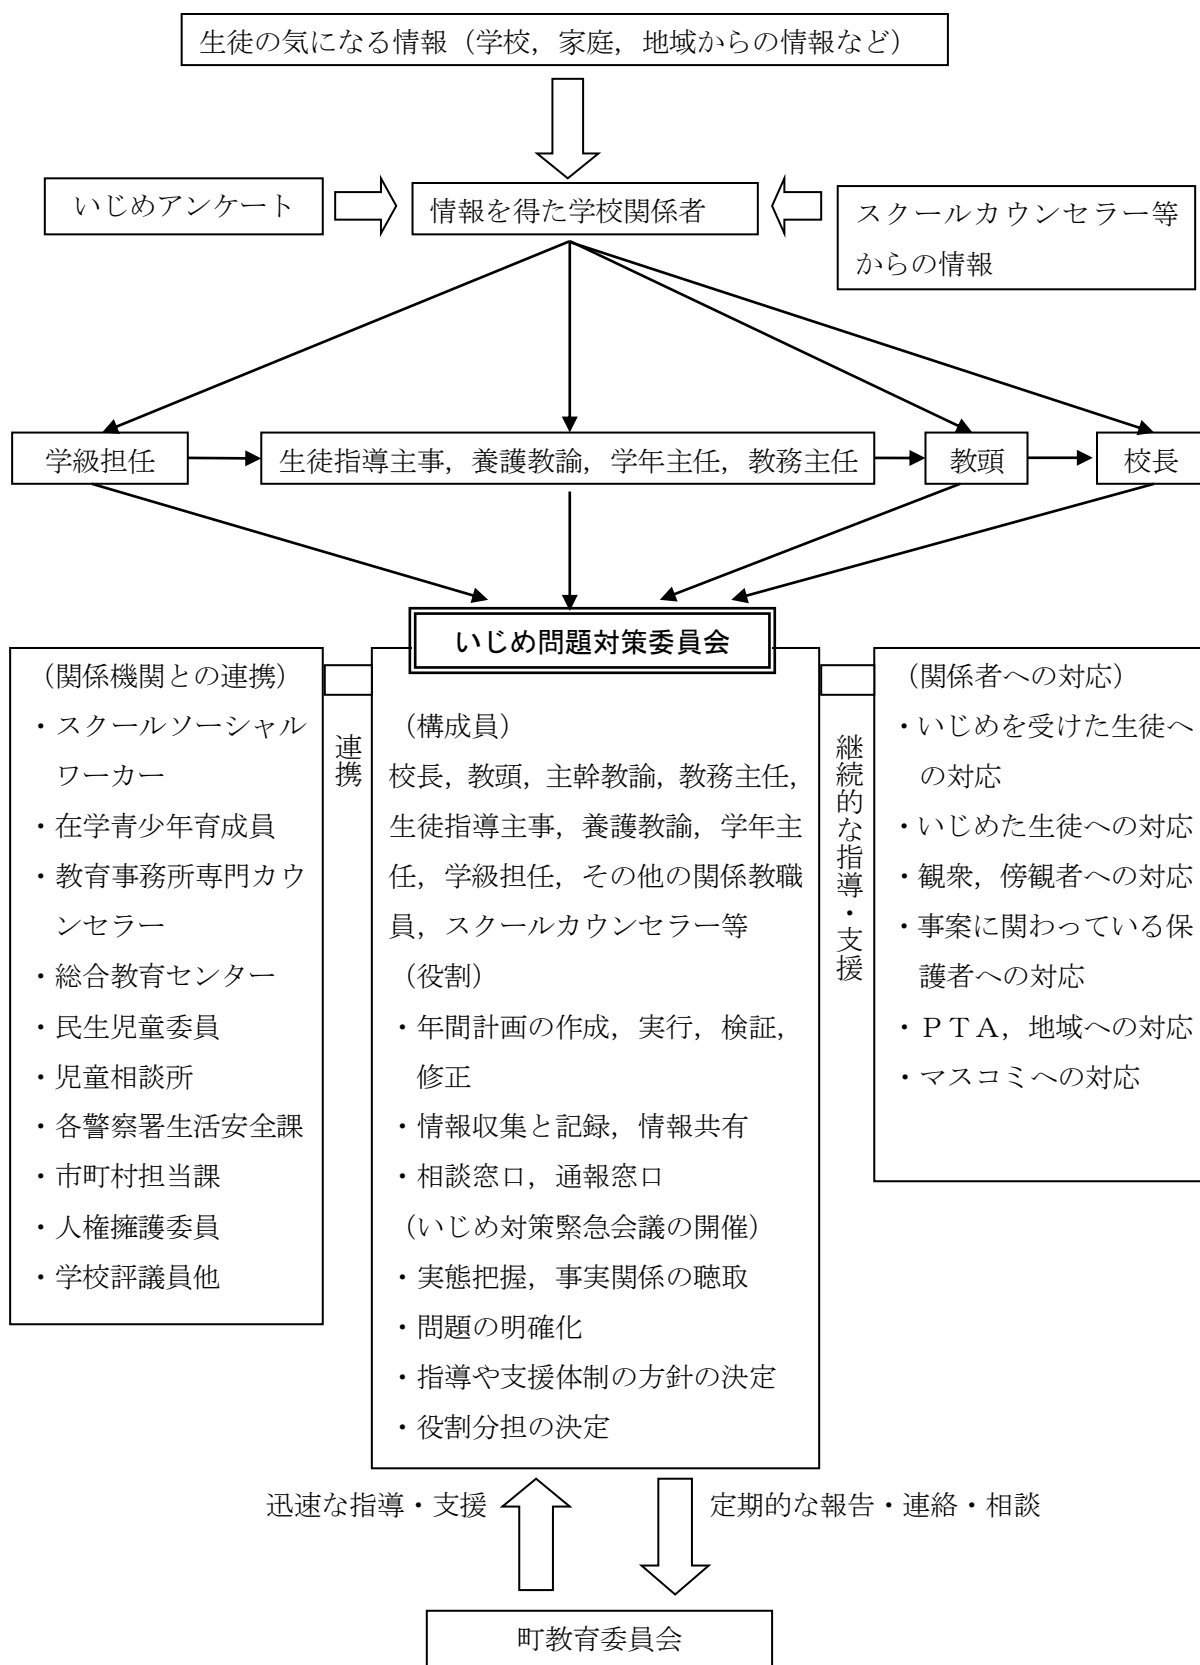 生徒の気になる情報（学校，家庭，地域からの情報など）
いじめアンケート
情報を得た学校関係者
スクールカウンセラー等
からの情報
学級担任
生徒指導主事，養護教諭，学年主任，教務主任
教頭
校長
いじめ問題対策委員会
（関係機関との連携）
・スクールソーシャル
ワーカー
・在学青少年育成員
・教育事務所専門カウ
ンセラー
・総合教育センター
・民生児童委員
・児童相談所
・各警察署生活安全課
・市町村担当課
・人権擁護委員
・学校評議員他
連携
（構成員）
校長，教頭，主幹教諭，教務主任，
生徒指導主事，養護教諭，学年主
任，学級担任，その他の関係教職
員，スクールカウンセラー等
（役割）
・年間計画の作成，実行，検証，
修正
・情報収集と記録，情報共有
・相談窓口，通報窓口
（いじめ対策緊急会議の開催）
・実態把握，事実関係の聴取
・問題の明確化
・指導や支援体制の方針の決定
・役割分担の決定
継続的な指導・支援
（関係者への対応）
・いじめを受けた生徒へ
の対応
・いじめた生徒への対応
・観衆，傍観者への対応
・事案に関わっている保
護者への対応
・ＰＴＡ，地域への対応
・マスコミへの対応
迅速な指導・支援
定期的な報告・連絡・相談
町教育委員会